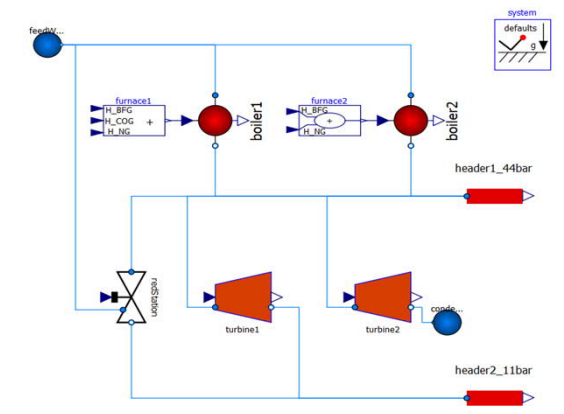 system
defaults
g
feedW...
furnace1
H_BFG
H_COG
H_NG
+
boiler1
furnace2
H_BFG
H_NG
+
boiler2
header1_44bar
redStation
turbine1
turbine2
conde...
header2_11bar